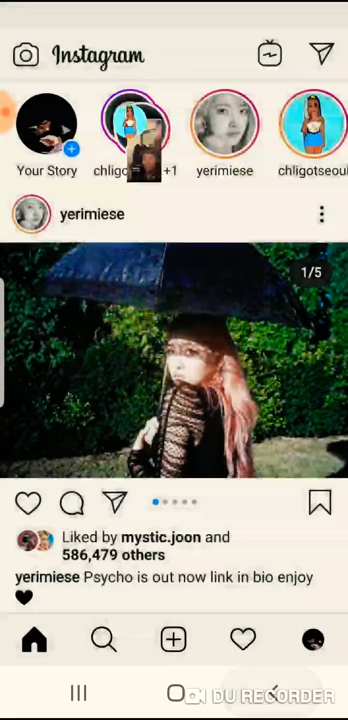 Instagram
Your Story
chligo
+1
yerimiese
chligotseoul
yerimiese
1/5
Liked by mystic.joon and
586,479 others
yerimiese Psycho is out now link in bio enjoy
🖤
DU RECORDER